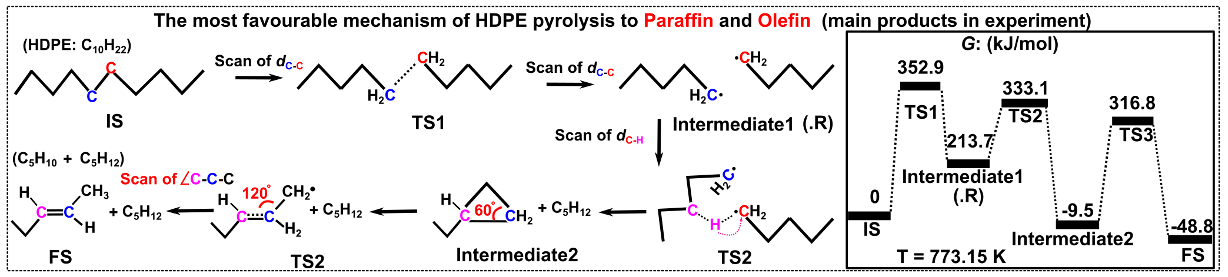 The most favourable mechanism of HDPE pyrolysis to Paraffin and Olefin (main products in experiment)
(HDPE: C10H22)
C
C
IS
Scan of dC-C
CH2
H2C
TS1
Scan of dC-C
•CH2
H2C•
Intermediate1 (.R)
Scan of dC-H
H2C•
C
H
•CH2
TS2
+ C5H12
H
C
60°
CH2
Intermediate2
+ C5H12
120°
CH2•
H
C=C
H2
TS2
Scan of ∠C-C-C
+ C5H12
(C5H10 + C5H12)
H
CH3
C=C
H
FS
G: (kJ/mol)
352.9
TS1
333.1
TS2
316.8
TS3
213.7
Intermediate1
(.R)
0
IS
-9.5
Intermediate2
-48.8
FS
T = 773.15 K